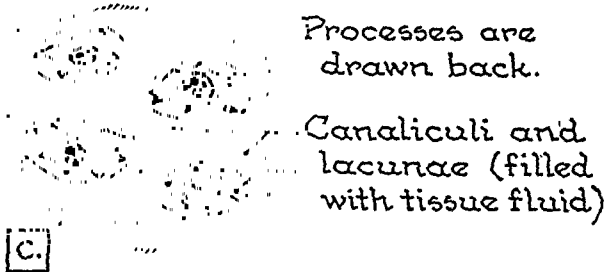 Processes are
drawn back.
Canaliculi and
lacunae (filled
with tissue fluid)
C.